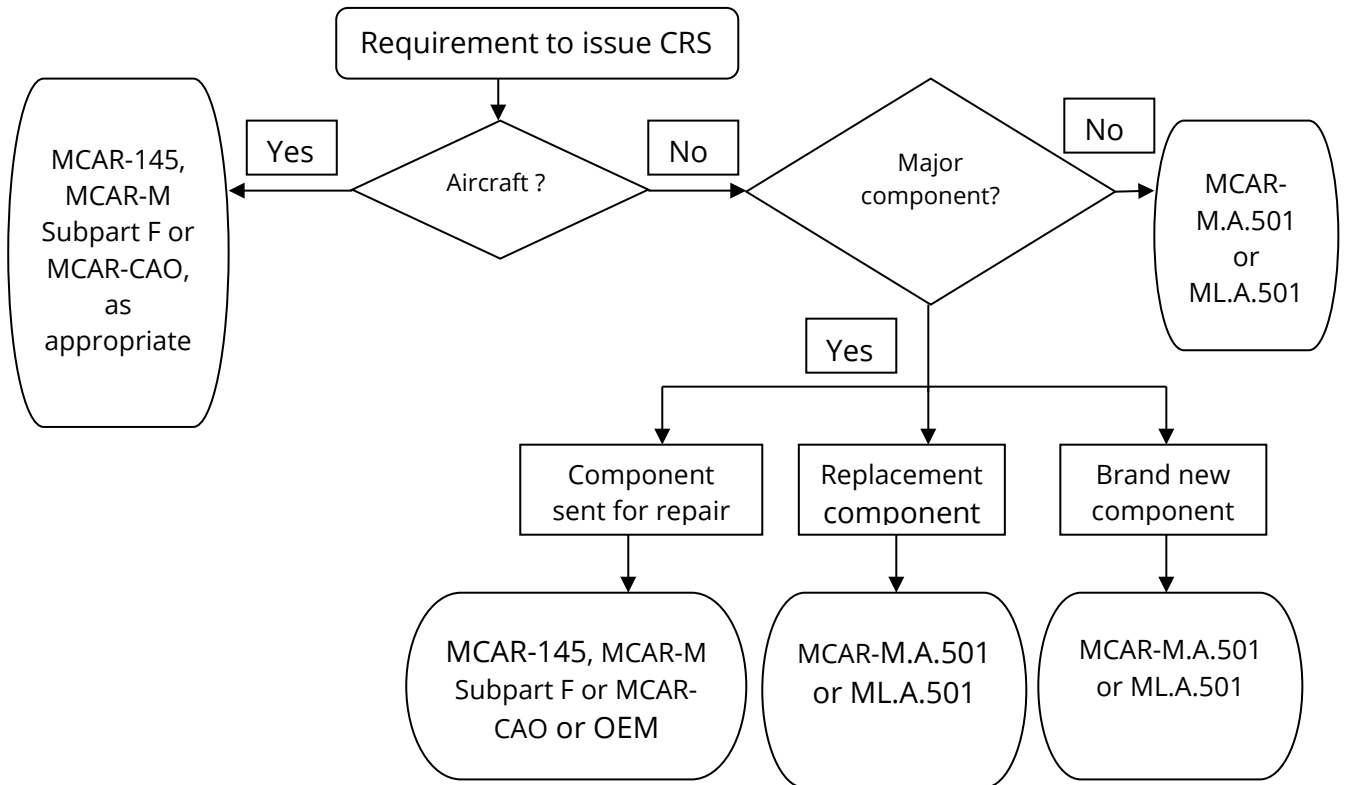 Requirement to issue CRS
Yes
No
No
Aircraft ?
Major
component?
MCAR-145,
MCAR-M
Subpart F or
MCAR-CAO,
as
appropriate
MCAR-
M.A.501
or
ML.A.501
Yes
Component
sent for repair
Replacement
component
Brand new
component
MCAR-145, MCAR-M
Subpart F or MCAR-
CAO or OEM
MCAR-M.A.501
or ML.A.501
MCAR-M.A.501
or ML.A.501